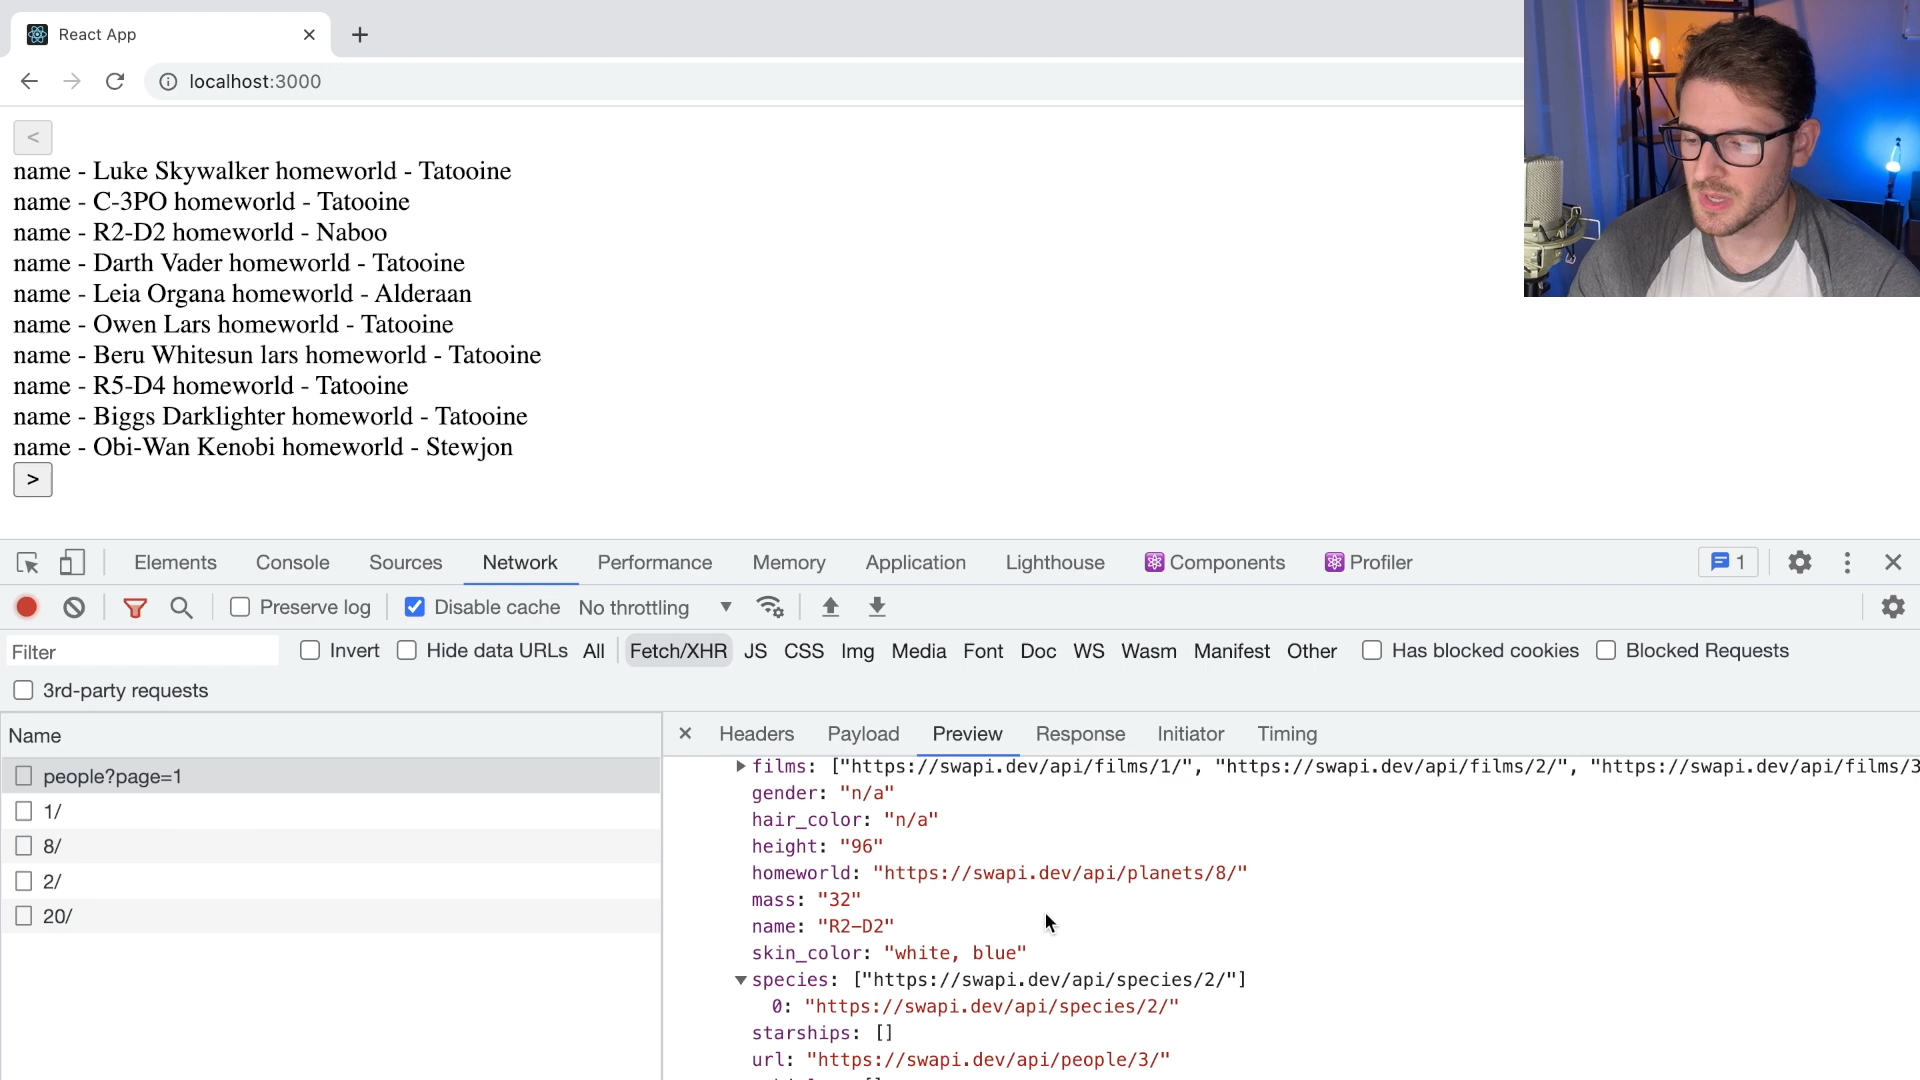 React App
localhost:3000
<
name - Luke Skywalker homeworld - Tatooine
name - C-3PO homeworld - Tatooine
name - R2-D2 homeworld - Naboo
name - Darth Vader homeworld - Tatooine
name - Leia Organa homeworld - Alderaan
name - Owen Lars homeworld - Tatooine
name - Beru Whitesun lars homeworld - Tatooine
name - R5-D4 homeworld - Tatooine
name - Biggs Darklighter homeworld - Tatooine
name - Obi-Wan Kenobi homeworld - Stewjon
>
Elements Console Sources Network Performance Memory Application Lighthouse Components Profiler 1
Preserve log Disable cache No throttling
Filter Invert Hide data URLs All Fetch/XHR JS CSS Img Media Font Doc WS Wasm Manifest Other Has blocked cookies Blocked Requests
3rd-party requests
Name
Headers Payload Preview Response Initiator Timing
people?page=1
1/
8/
2/
20/
films: ["https://swapi.dev/api/films/1/", "https://swapi.dev/api/films/2/", "https://swapi.dev/api/films/3
gender: "n/a"
hair_color: "n/a"
height: "96"
homeworld: "https://swapi.dev/api/planets/8/"
mass: "32"
name: "R2-D2"
skin_color: "white, blue"
species: ["https://swapi.dev/api/species/2/"]
0: "https://swapi.dev/api/species/2/"
starships: []
url: "https://swapi.dev/api/people/3/"